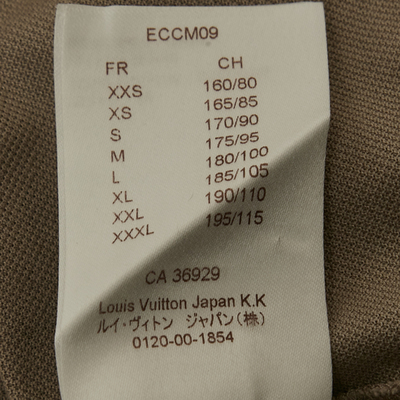 ECCM09
FR CH
XXS 160/80
XS 165/85
S 170/90
M 175/95
L 180/100
XL 185/105
XXL 190/110
XXXL 195/115
CA 36929
Louis Vuitton Japan K.K
ルイ・ヴィトン ジャパン(株)
0120-00-1854